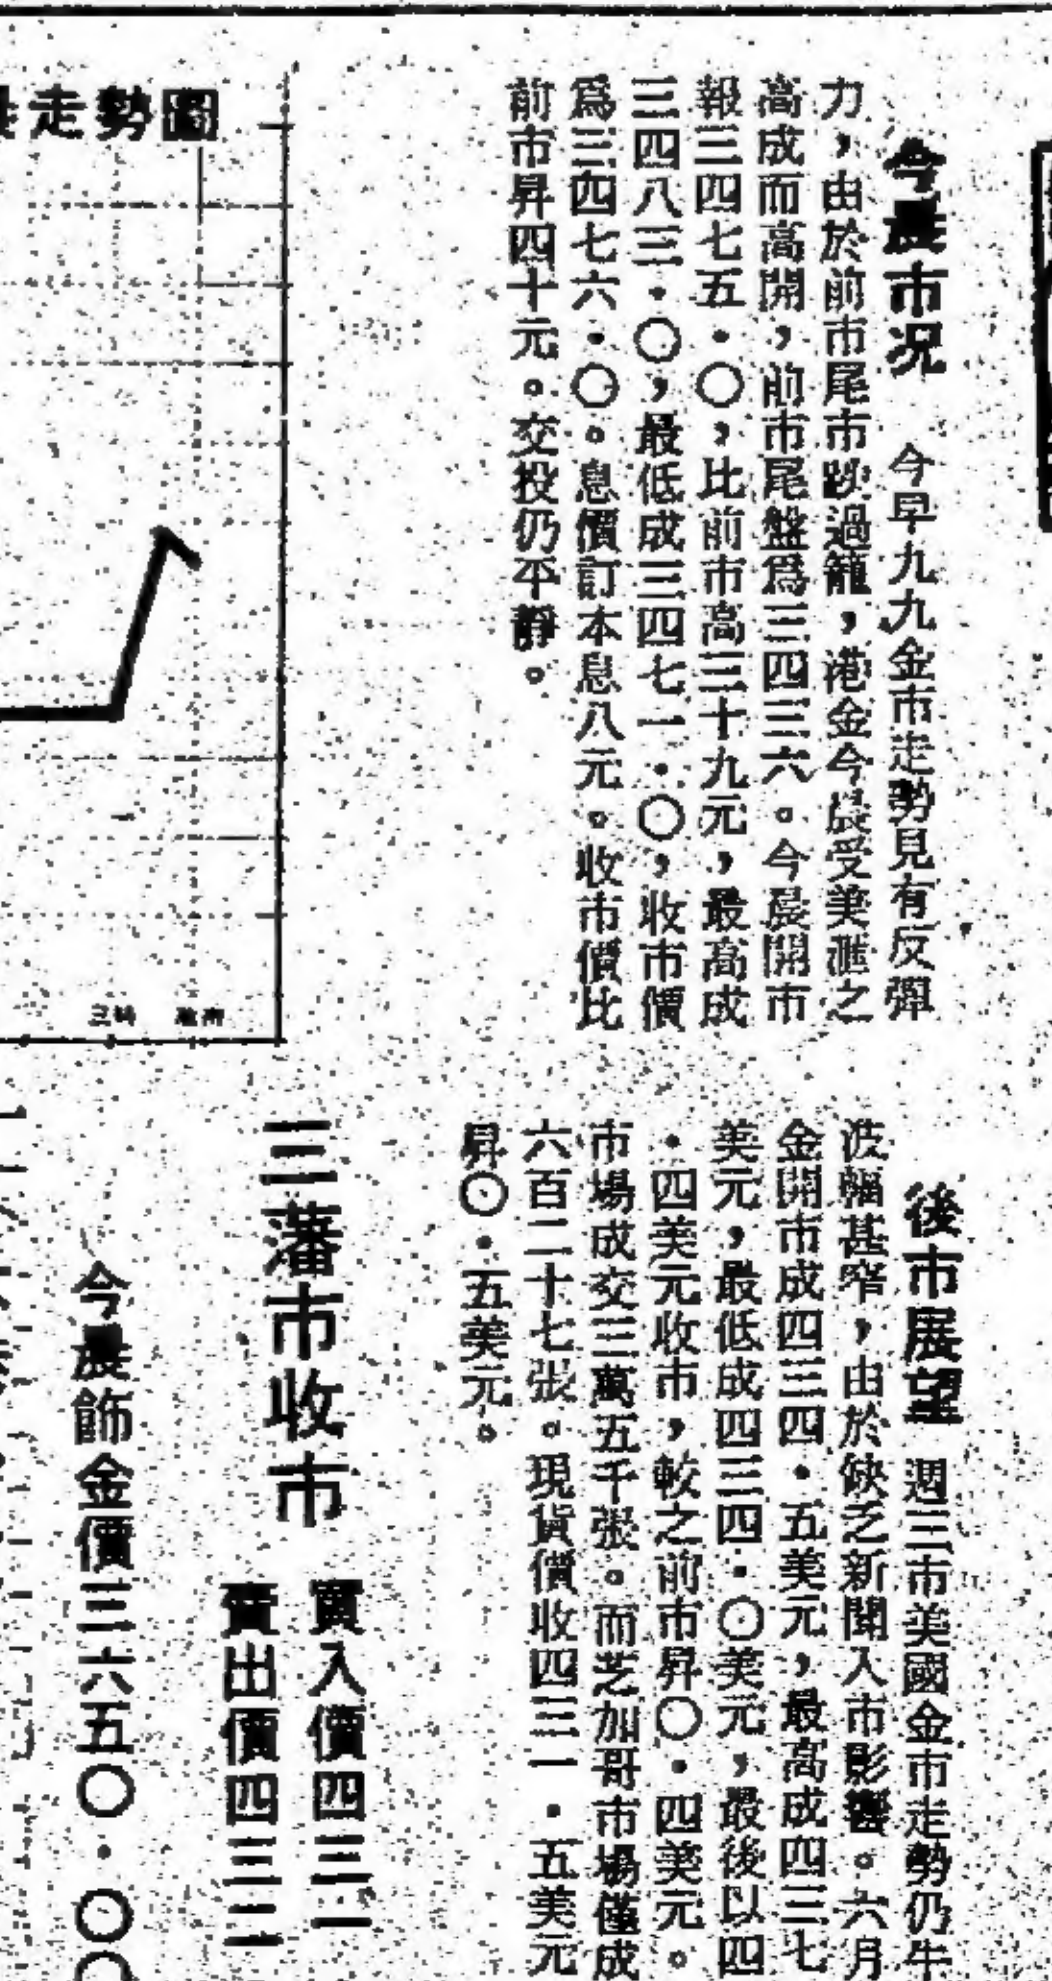 走勢圖
今晨市况 今早九九金市走勢見有反彈
力，由於前市尾市跌過籠，港金今晨受美滙之
高成而高開，前市尾盤爲三四三六。今晨開市
報三四七五・〇，比前市高三十九元，最高成
三四八三・〇，最低成三四七一・〇，收市價
爲三四七六・〇。息價訂本息八元。收市價比
前市昇四十元。交投仍平靜。
三時 收市
後市展望 週三市美國金市走勢仍牛
波幅甚窄，由於缺乏新聞入市影響。六月
金開市成四三四・五美元，最高成四三七
美元，最低成四三四・〇美元，最後以四
・四美元收市，較之前市昇〇・四美元。
市場成交三萬五千張。而芝加哥市場僅成
六百二十七張。現貨價收四三一・五美元
昇〇・五美元。
三藩市收市
買入價四三一
賣出價四三二
今晨飾金價三六五〇・〇〇